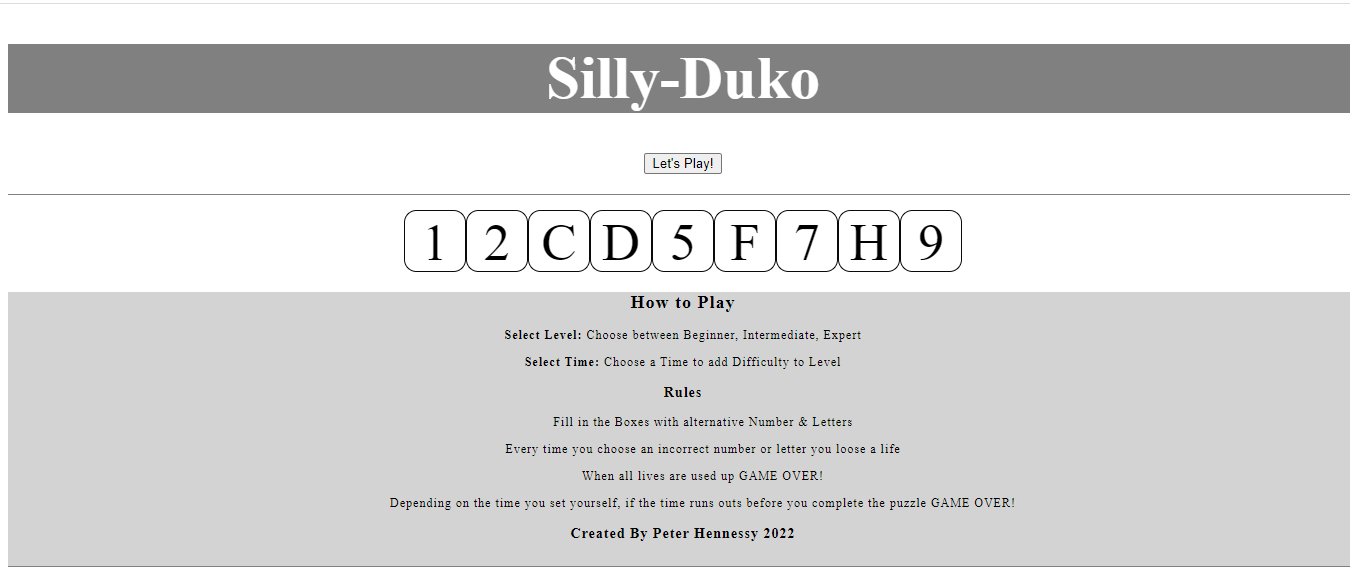 Silly-Duko
Let's Play!
1 2 C D 5 F 7 H 9
How to Play
Select Level: Choose between Beginner, Intermediate, Expert
Select Time: Choose a Time to add Difficulty to Level
Rules
Fill in the Boxes with alternative Number & Letters
Every time you choose an incorrect number or letter you loose a life
When all lives are used up GAME OVER!
Depending on the time you set yourself, if the time runs outs before you complete the puzzle GAME OVER!
Created By Peter Hennessy 2022